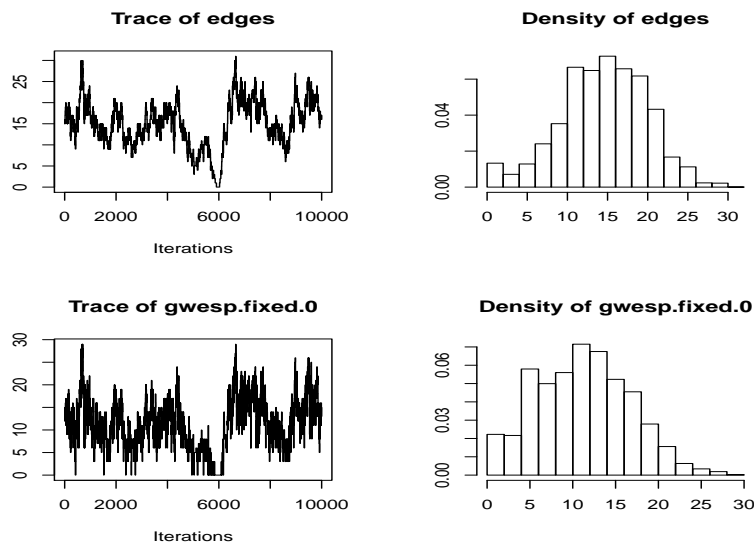 Trace of edges
Density of edges
0 5 15 25
0 2000 6000 10000
Iterations
0.00 0.04
0 5 10 15 20 25 30
Trace of gwesp.fixed.0
Density of gwesp.fixed.0
0 5 10 20 30
0 2000 6000 10000
Iterations
0.00 0.03 0.06
0 5 10 15 20 25 30